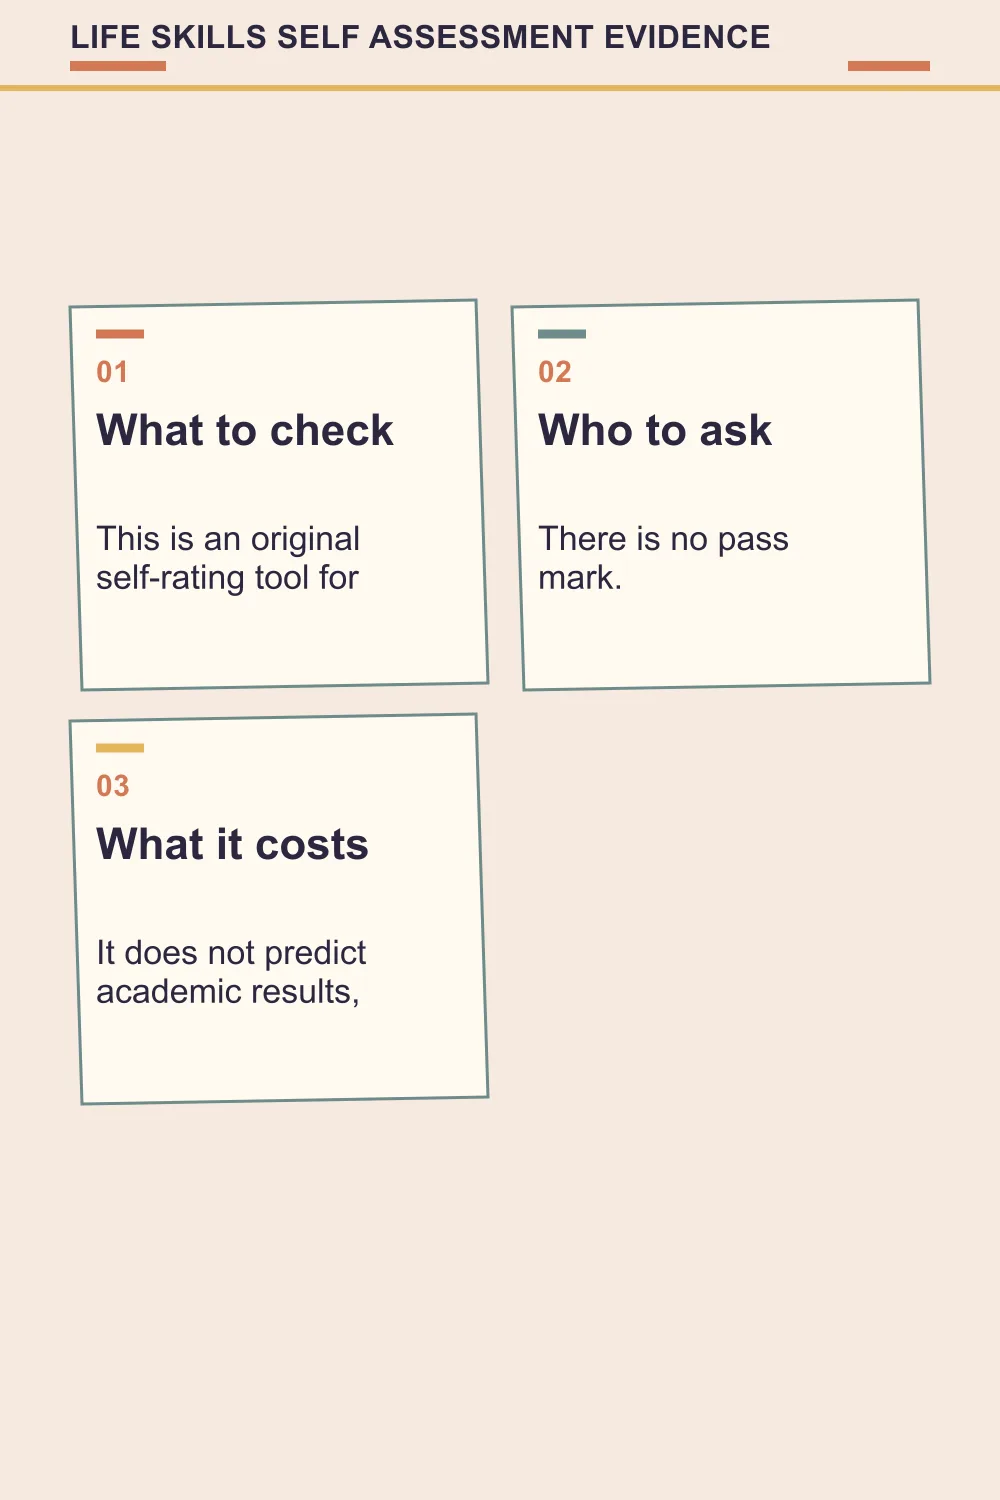 LIFE SKILLS SELF ASSESSMENT EVIDENCE
01
What to check
This is an original
self-rating tool for
02
Who to ask
There is no pass
mark.
03
What it costs
It does not predict
academic results,